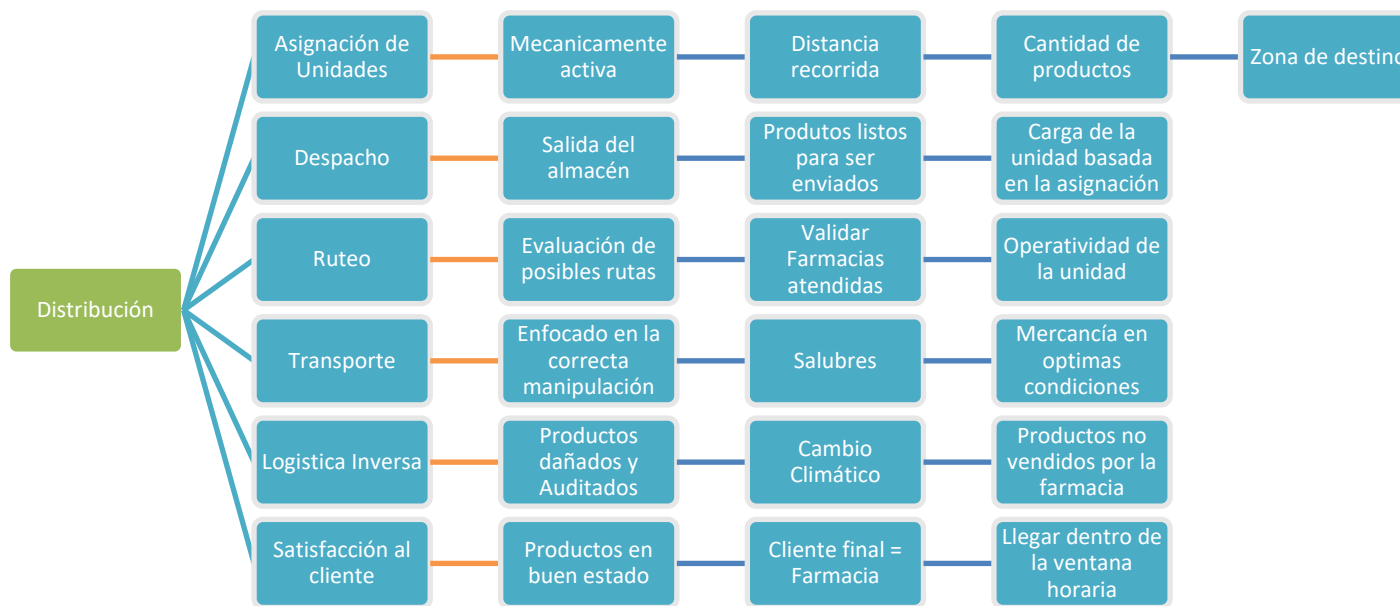 Asignación de
Unidades
Mecanicamente
activa
Distancia
recorrida
Cantidad de
productos
Zona de destino
Despacho
Salida del
almacén
Produtos listos
para ser
enviados
Carga de la
unidad basada
en la asignación
Ruteo
Evaluación de
posibles rutas
Validar
Farmacias
atendidas
Operatividad de
la unidad
Distribución
Transporte
Enfocado en la
correcta
manipulación
Salubres
Mercancía en
optimas
condiciones
Logistica Inversa
Productos
dañados y
Auditados
Cambio
Climático
Productos no
vendidos por la
farmacia
Satisfacción al
cliente
Productos en
buen estado
Cliente final =
Farmacia
Llegar dentro de
la ventana
horaria